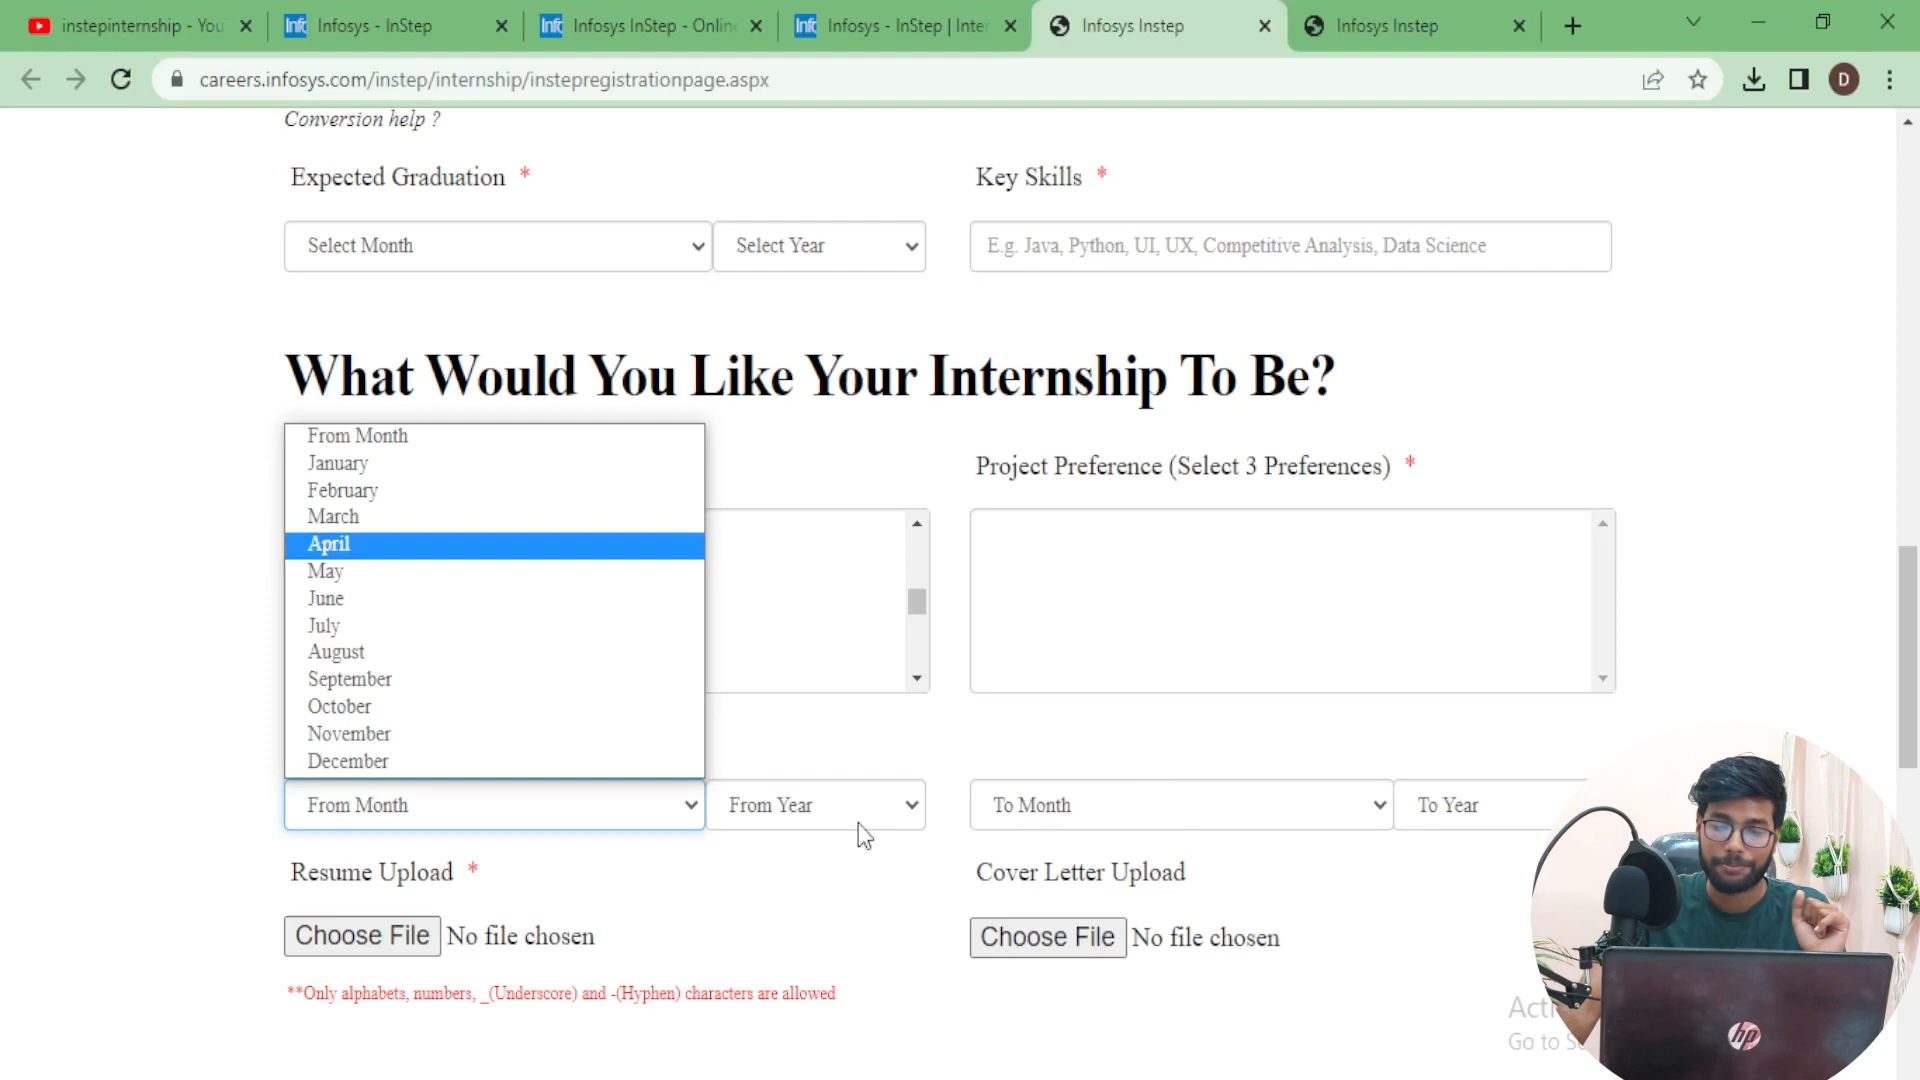 instepinternship - You
Infosys - InStep
Infosys InStep - Online
Infosys - InStep | Inter
Infosys Instep
Infosys Instep
careers.infosys.com/instep/internship/instepregistrationpage.aspx
D
Conversion help ?
Expected Graduation *
Key Skills *
Select Month
Select Year
E.g. Java, Python, UI, UX, Competitive Analysis, Data Science
What Would You Like Your Internship To Be?
Project Preference (Select 3 Preferences) *
From Month
January
February
March
April
May
June
July
August
September
October
November
December
From Month
From Year
To Month
To Year
Resume Upload *
Cover Letter Upload
Choose File No file chosen
Choose File No file chosen
**Only alphabets, numbers, _(Underscore) and -(Hyphen) characters are allowed
Go to
hp